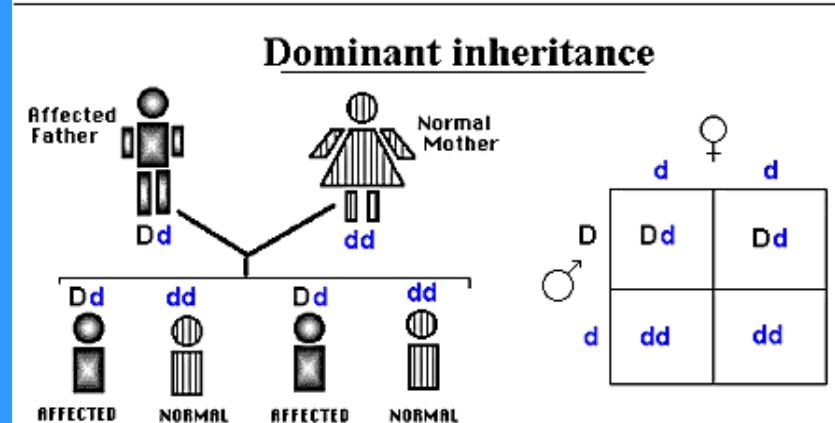 Dominant inheritance
Affected
Father
Normal
Mother
Dd
dd
Dd dd Dd dd
AFFECTED NORMAL AFFECTED NORMAL
♀
d d
D Dd Dd
♂
d dd dd